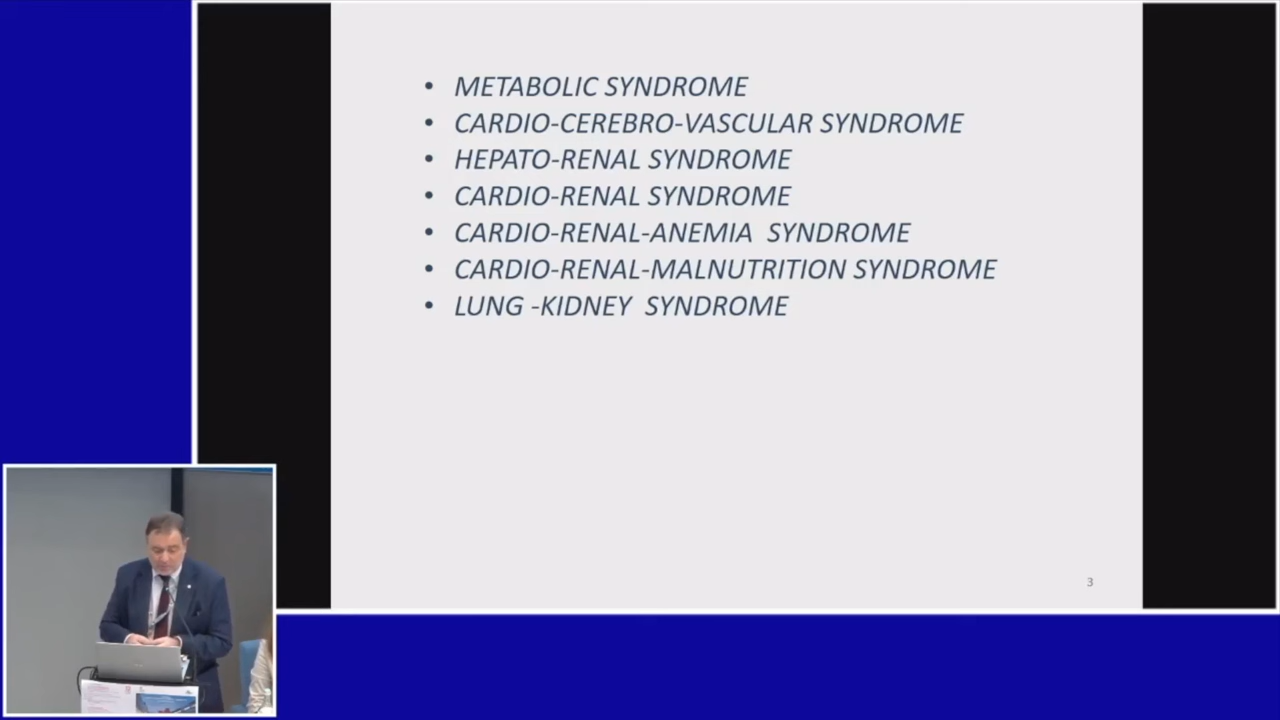 • METABOLIC SYNDROME
• CARDIO-CEREBRO-VASCULAR SYNDROME
• HEPATO-RENAL SYNDROME
• CARDIO-RENAL SYNDROME
• CARDIO-RENAL-ANEMIA  SYNDROME
• CARDIO-RENAL-MALNUTRITION SYNDROME
• LUNG -KIDNEY  SYNDROME
3